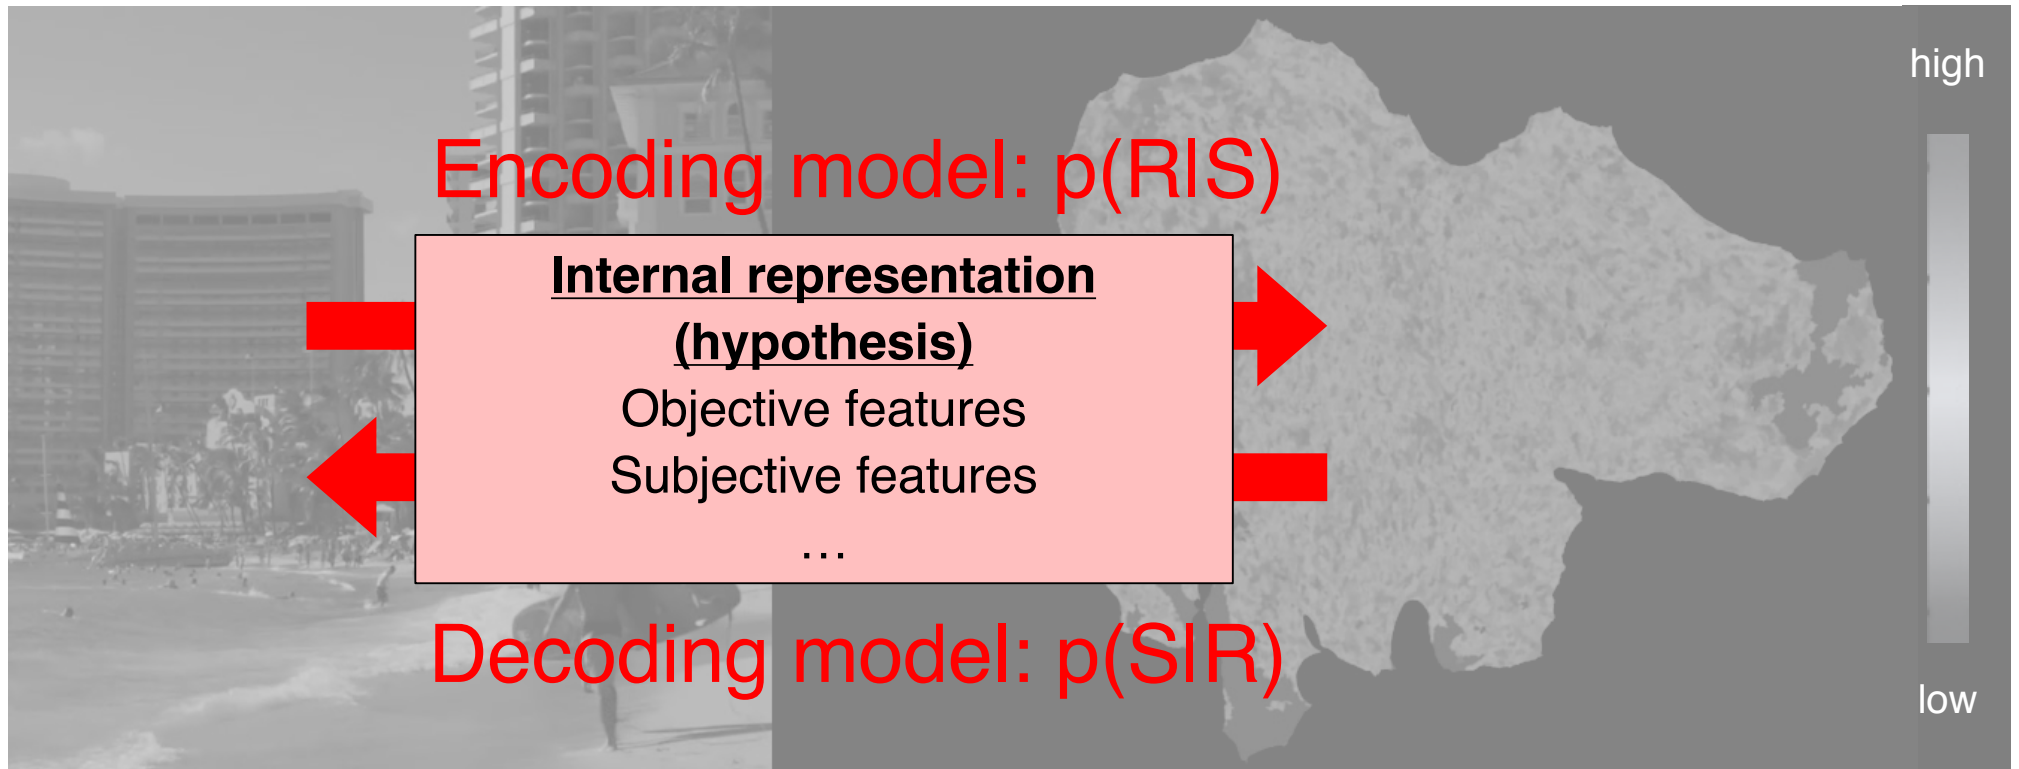 high
Encoding model: p(R|S)
Internal representation
(hypothesis)
Objective features
Subjective features
…
Decoding model: p(S|R)
low